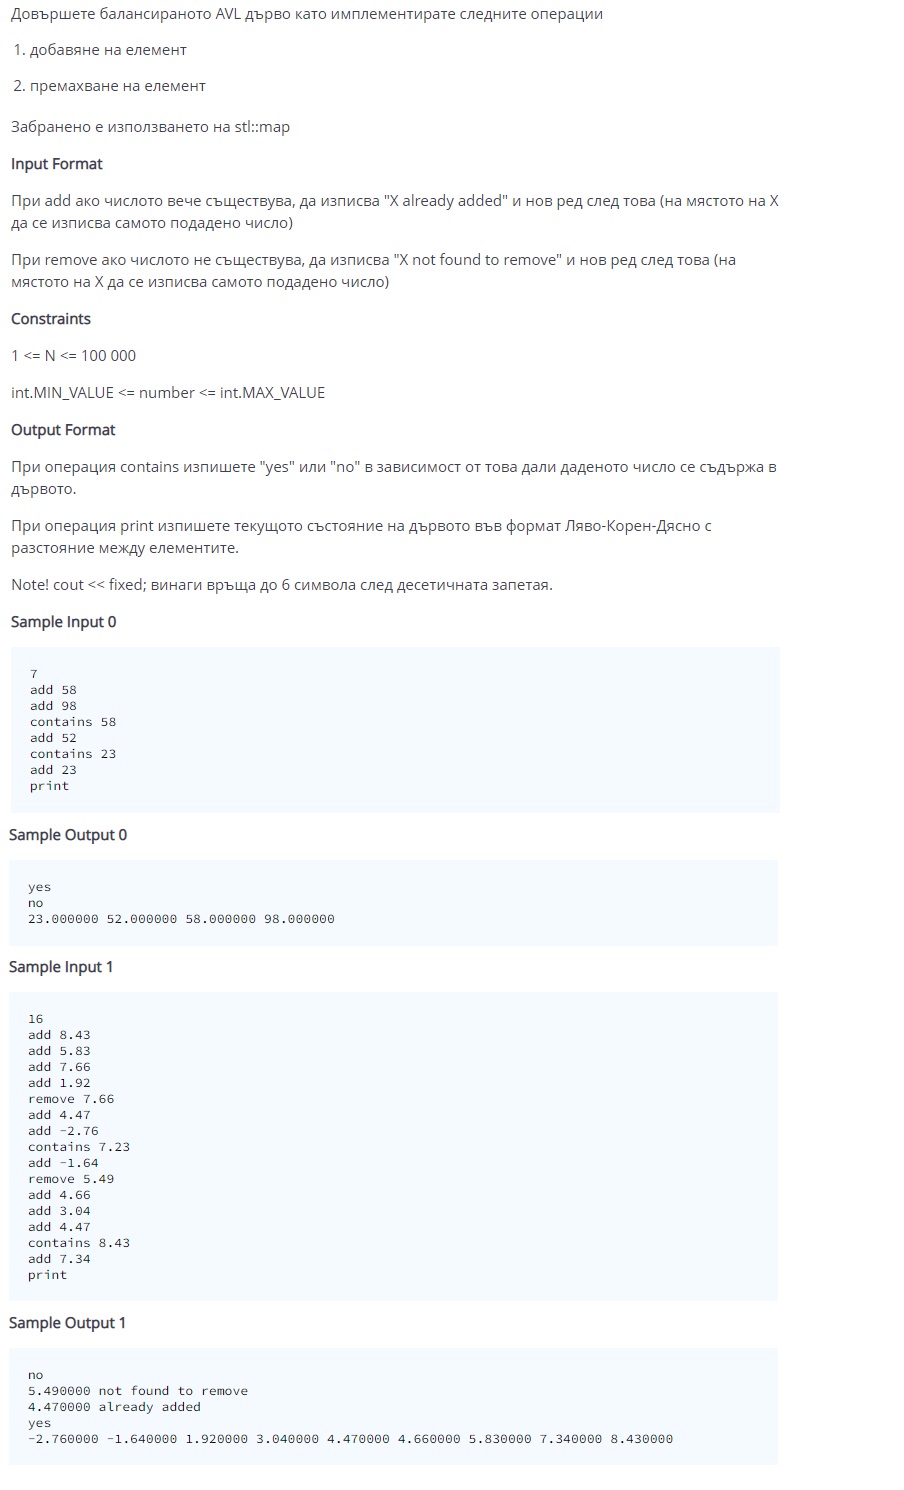 Довършете балансираното AVL дърво като имплементирате следните операции
1. добавяне на елемент
2. премахване на елемент
Забранено е използването на stl::map
Input Format
При add ако числото вече съществува, да изписва "X already added" и нов ред след това (на мястото на X
да се изписва самото подадено число)
При remove ако числото не съществува, да изписва "X not found to remove" и нов ред след това (на
мястото на X да се изписва самото подадено число)
Constraints
1 <= N <= 100 000
int.MIN_VALUE <= number <= int.MAX_VALUE
Output Format
При операция contains изпишете "yes" или "no" в зависимост от това дали даденото число се съдържа в
дървото.
При операция print изпишете текущото състояние на дървото във формат Ляво-Корен-Дясно с
разстояние между елементите.
Note! cout << fixed; винаги връща до 6 символа след десетичната запетая.
Sample Input 0
7
add 58
add 98
contains 58
add 52
contains 23
add 23
print
Sample Output 0
yes
no
23.000000 52.000000 58.000000 98.000000
Sample Input 1
16
add 8.43
add 5.83
add 7.66
add 1.92
remove 7.66
add 4.47
add -2.76
contains 7.23
add -1.64
remove 5.49
add 4.66
add 3.04
add 4.47
contains 8.43
add 7.34
print
Sample Output 1
no
5.490000 not found to remove
4.470000 already added
yes
-2.760000 -1.640000 1.920000 3.040000 4.470000 4.660000 5.830000 7.340000 8.430000